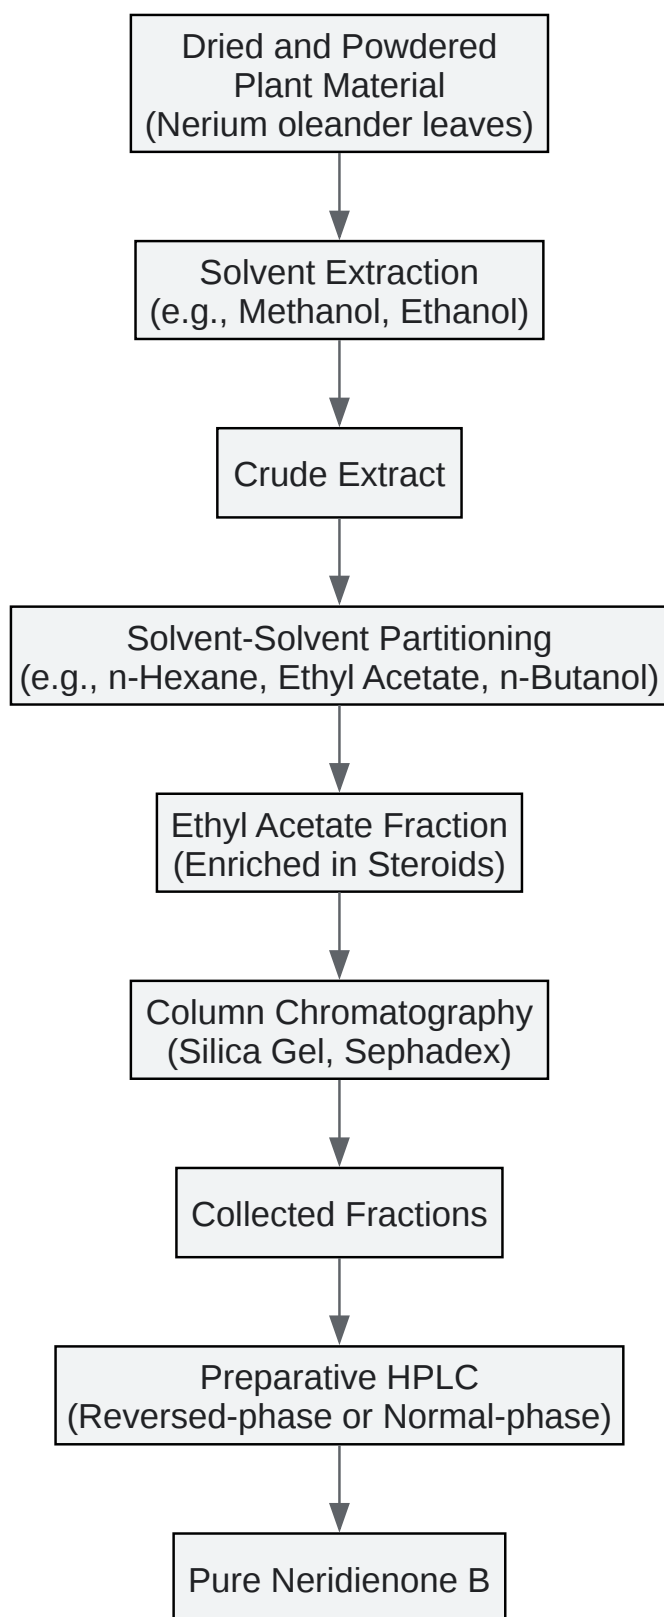 Dried and Powdered
Plant Material
(Nerium oleander leaves)
Solvent Extraction
(e.g., Methanol, Ethanol)
Crude Extract
Solvent-Solvent Partitioning
(e.g., n-Hexane, Ethyl Acetate, n-Butanol)
Ethyl Acetate Fraction
(Enriched in Steroids)
Column Chromatography
(Silica Gel, Sephadex)
Collected Fractions
Preparative HPLC
(Reversed-phase or Normal-phase)
Pure Neridienone B